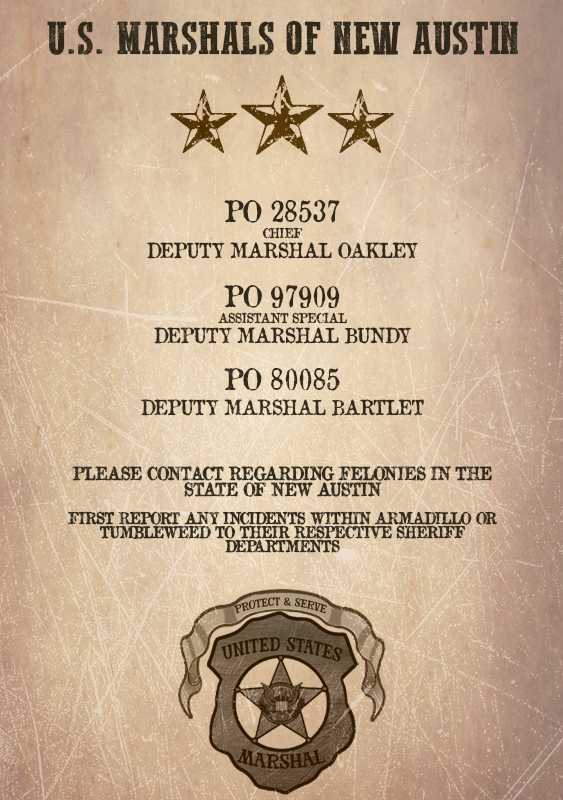 U.S. MARSHALS OF NEW AUSTIN
PO 28537
CHIEF
DEPUTY MARSHAL OAKLEY
PO 97909
ASSISTANT SPECIAL
DEPUTY MARSHAL BUNDY
PO 80085
DEPUTY MARSHAL BARTLET
PLEASE CONTACT REGARDING FELONIES IN THE
STATE OF NEW AUSTIN
FIRST REPORT ANY INCIDENTS WITHIN ARMADILLO OR
TUMBLEWEED TO THEIR RESPECTIVE SHERIFF
DEPARTMENTS
PROTECT & SERVE
UNITED STATES
MARSHAL